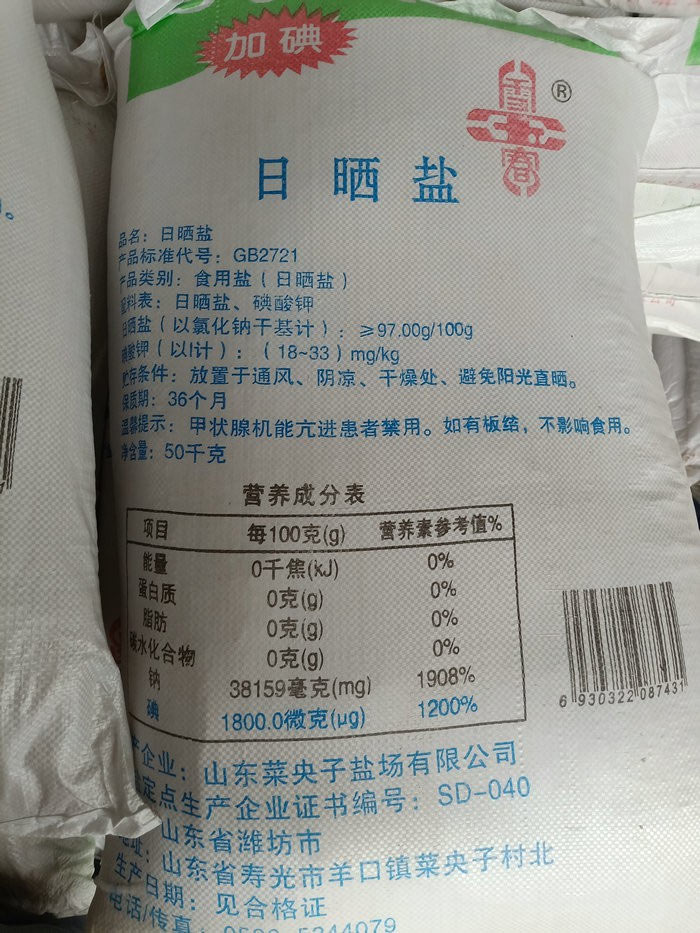 加碘
®
日晒盐
品名：日晒盐
产品标准代号：GB2721
产品类别：食用盐（日晒盐）
配料表：日晒盐、碘酸钾
日晒盐（以氯化钠干基计）：≥97.00g/100g
碘酸钾（以I计）：（18~33）mg/kg
贮存条件：放置于通风、阴凉、干燥处、避免阳光直晒。
保质期：36个月
温馨提示：甲状腺机能亢进患者禁用。如有板结，不影响食用。
净含量：50千克
营养成分表
项目 每100克(g) 营养素参考值%
能量 0千焦(kJ) 0%
蛋白质 0克(g) 0%
脂肪 0克(g) 0%
碳水化合物 0克(g) 0%
钠 38159毫克(mg) 1908%
碘 1800.0微克(μg) 1200%
6 930322 087431
产企业：山东菜央子盐场有限公司
定点生产企业证书编号：SD-040
山东省潍坊市
地址：山东省寿光市羊口镇菜央子村北
生产日期：见合格证
电话/传真：0536-5344079